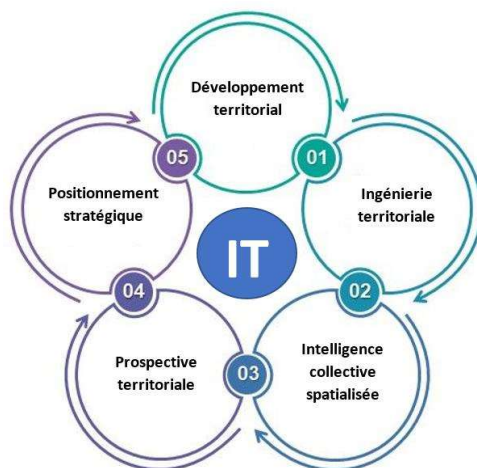 Développement
territorial
01
Ingénierie
territoriale
02
Intelligence
collective
spatialisée
03
Prospective
territoriale
04
Positionnement
stratégique
05
IT